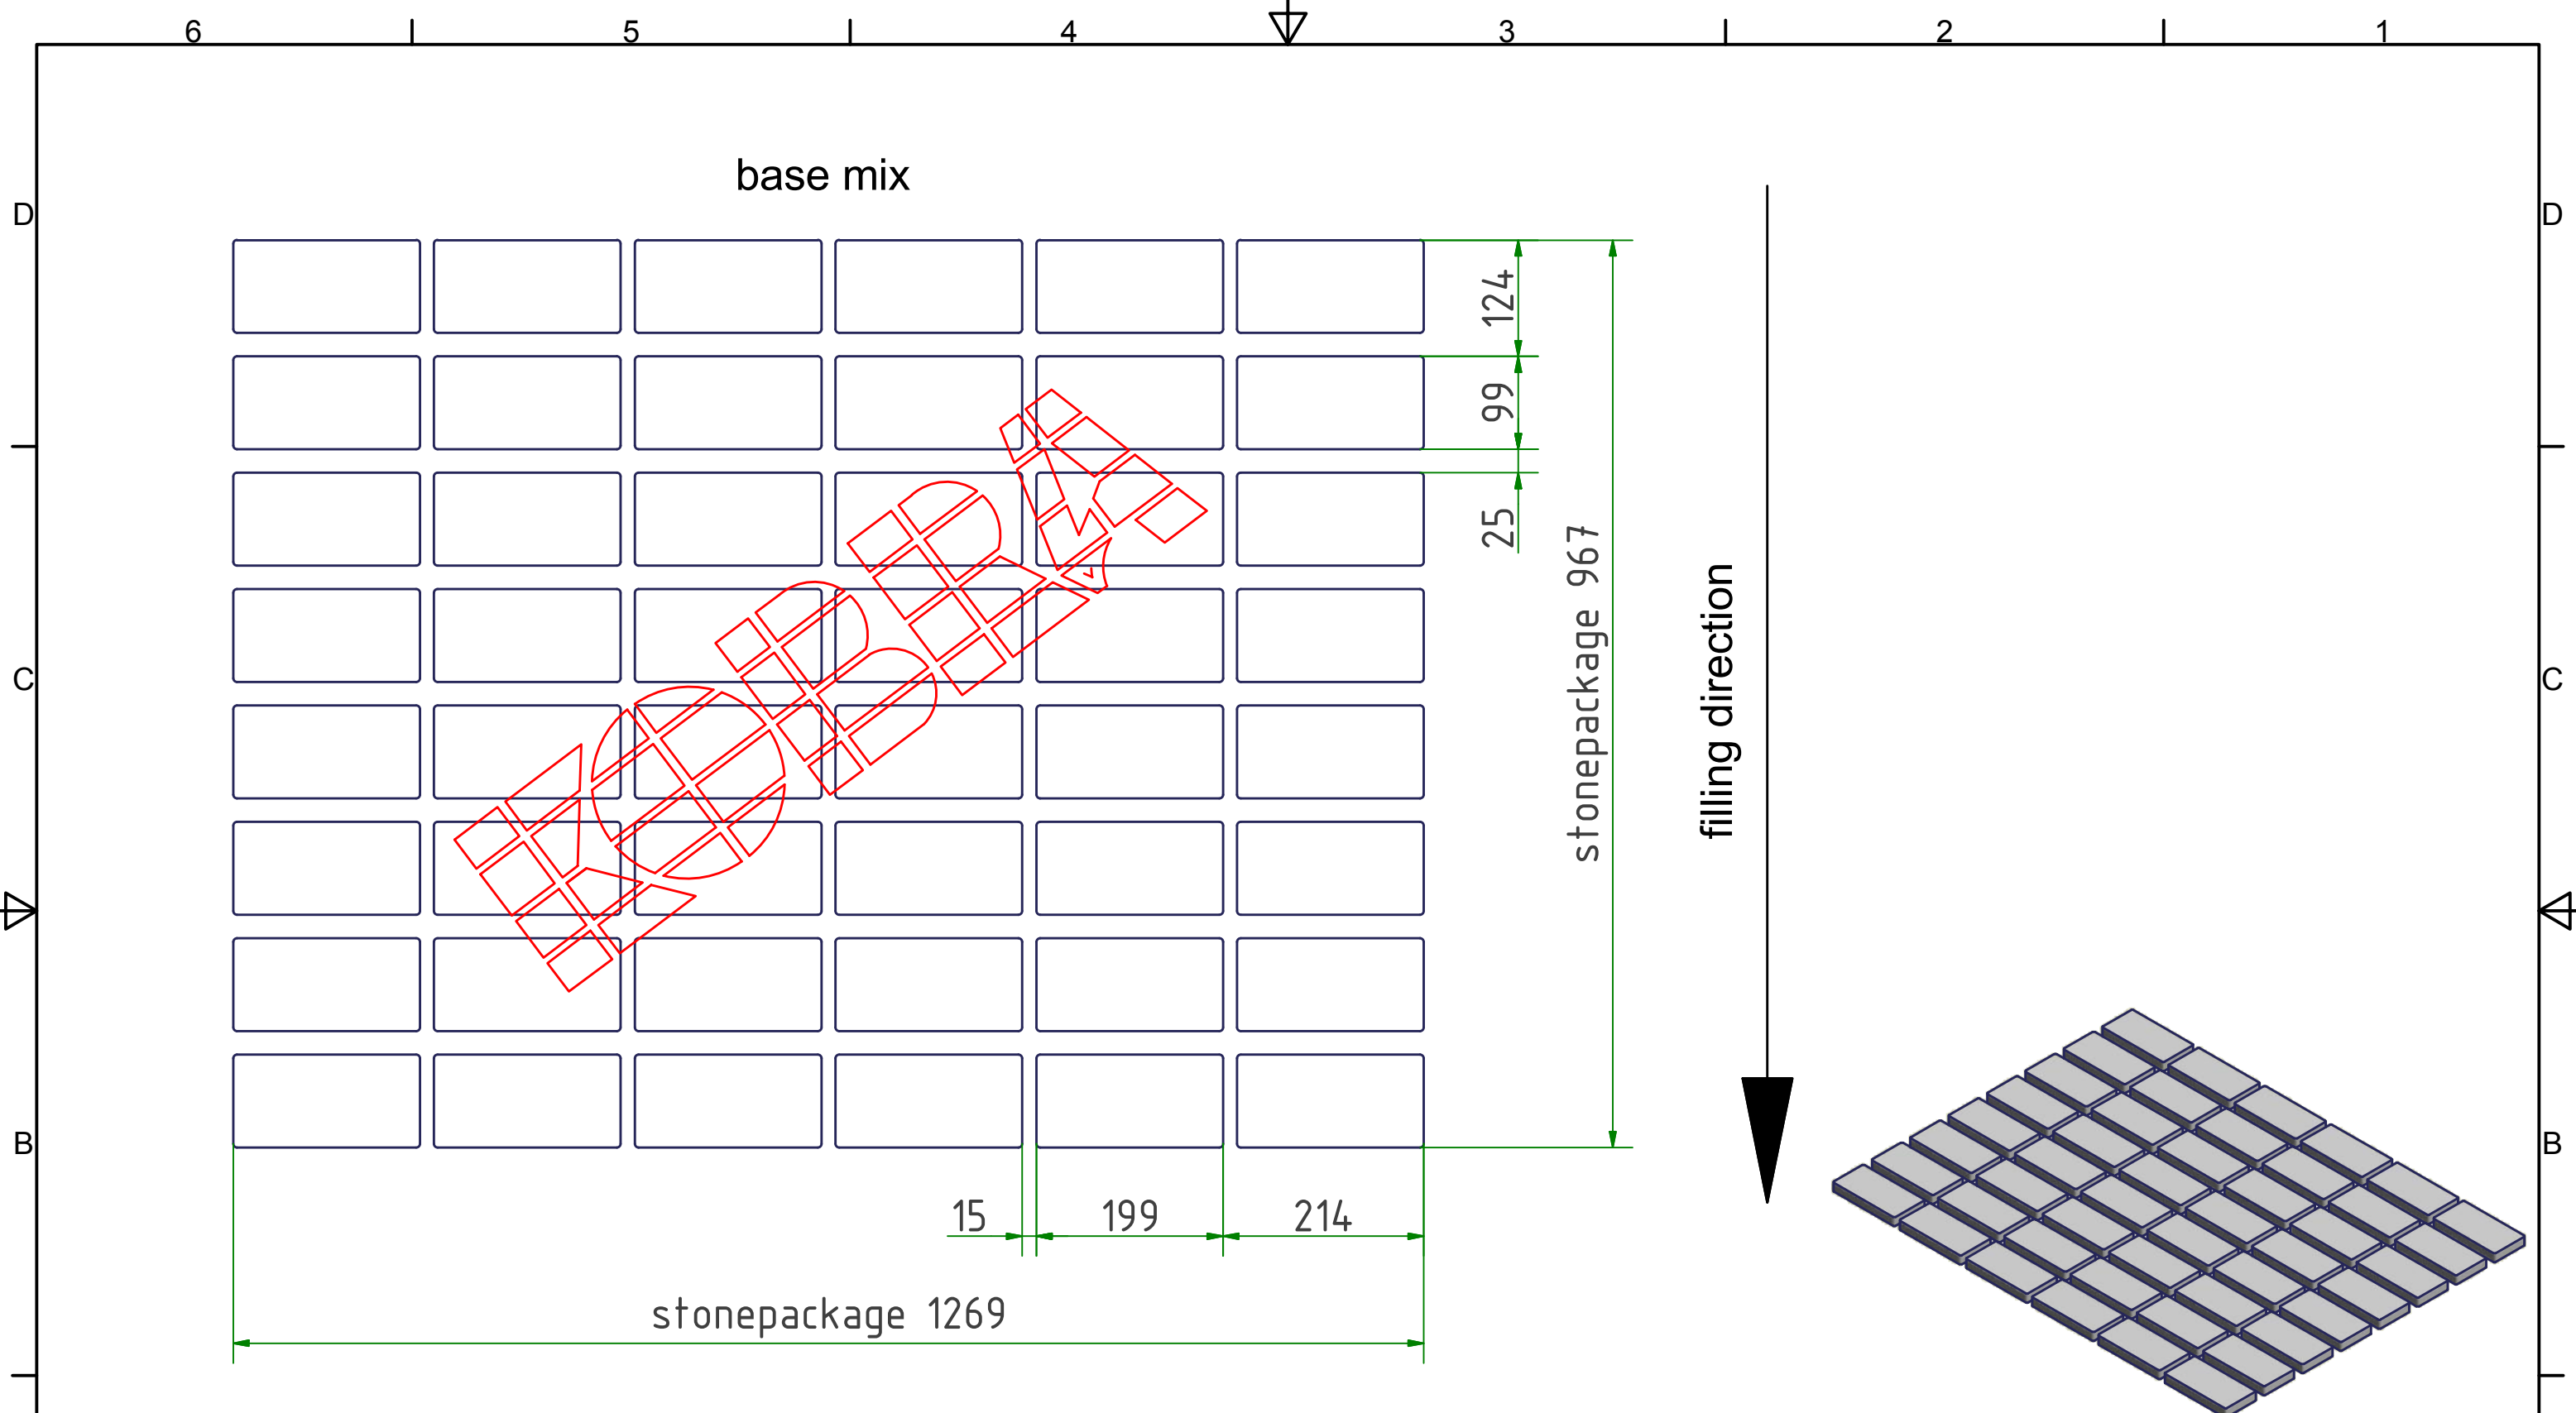 6 5 4 3 2 1
base mix
D D
124
99
25
stonepackage 967
filling direction
KOBRA
C C
B B
15 199 214
stonepackage 1269